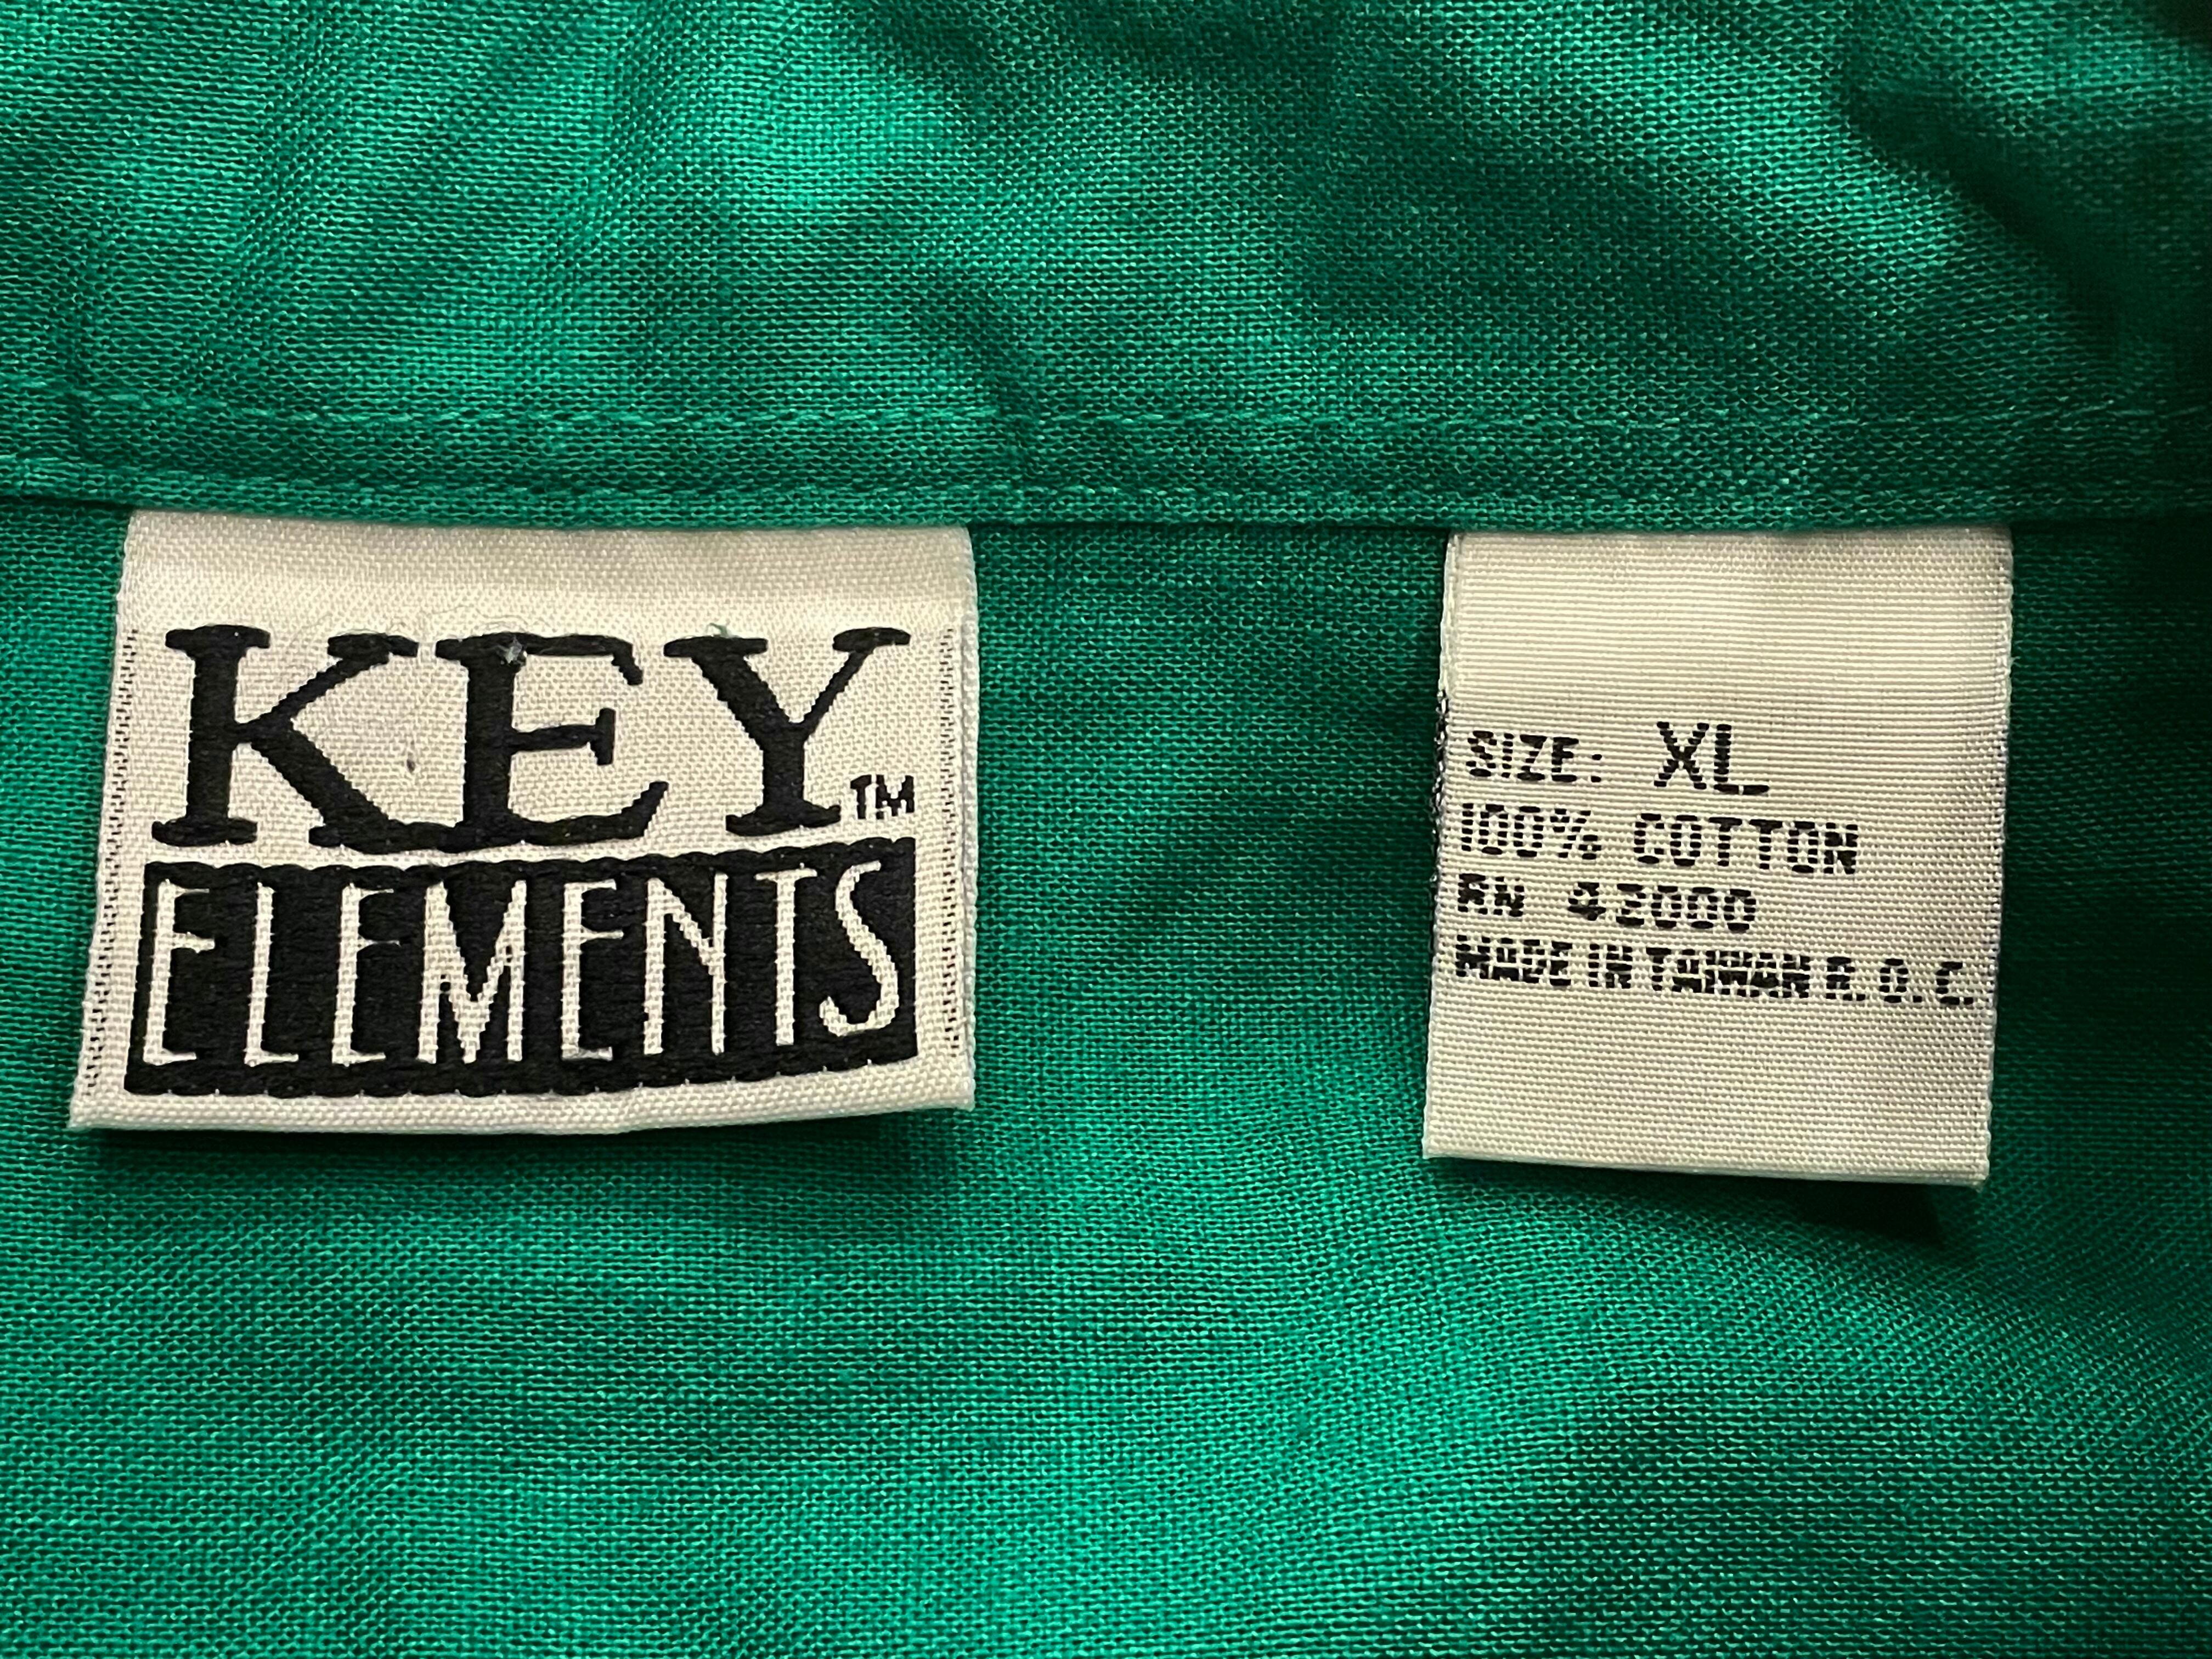 KEY™
ELEMENTS
SIZE: XL
100% COTTON
RN 42000
MADE IN TAIWAN R.O.C.